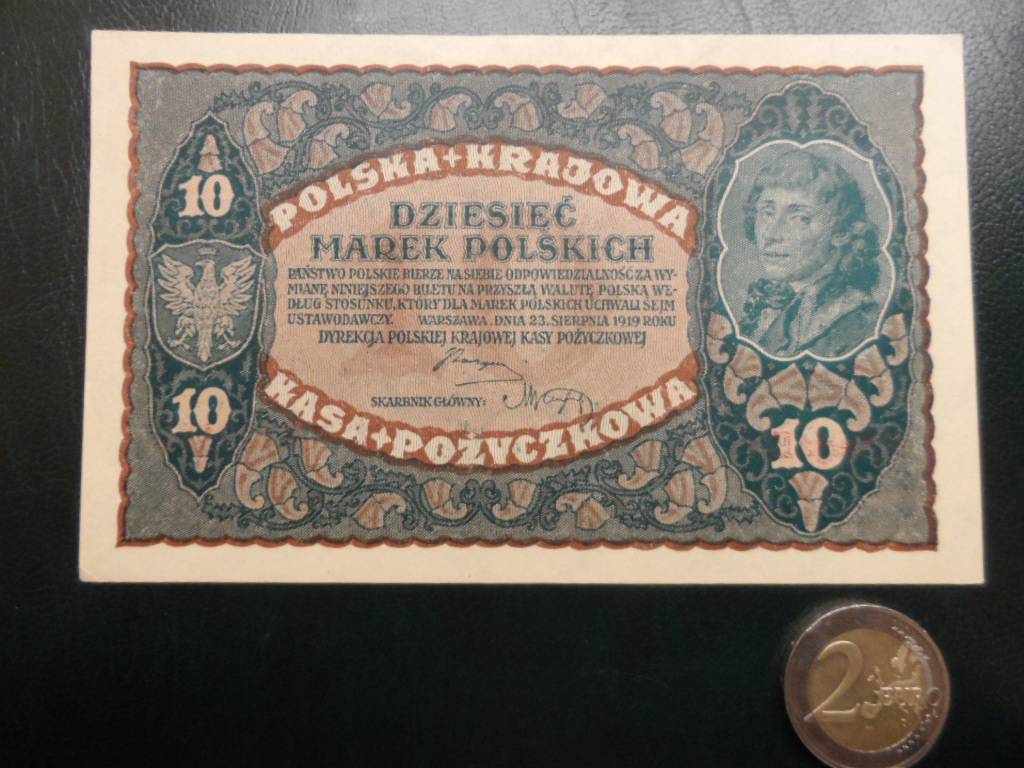 POLSKA + KRAJOWA
10
DZIESIĘĆ
MAREK POLSKICH
PAŃSTWO POLSKIE BIERZE NA SIEBIE ODPOWIEDZIALNOŚĆ ZA WY-
MIANĘ NINIEJSZEGO BILETU NA PRZYSZŁĄ WALUTĘ POLSKĄ WE-
DŁUG STOSUNKU, KTÓRY DLA MAREK POLSKICH UCHWALI SEJM
USTAWODAWCZY. WARSZAWA, DNIA 23. SIERPNIA 1919 ROKU
DYREKCJA POLSKIEJ KRAJOWEJ KASY POŻYCZKOWEJ
SKARBNIK GŁÓWNY:
10
KASA + POŻYCZKOWA
10
2
EURO